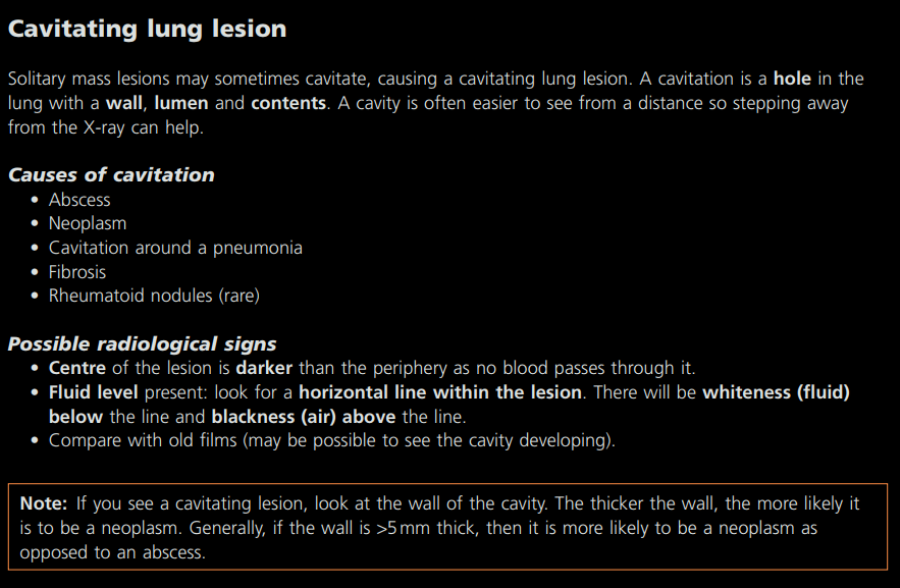 Cavitating lung lesion
Solitary mass lesions may sometimes cavitate, causing a cavitating lung lesion. A cavitation is a hole in the
lung with a wall, lumen and contents. A cavity is often easier to see from a distance so stepping away
from the X-ray can help.
Causes of cavitation
• Abscess
• Neoplasm
• Cavitation around a pneumonia
• Fibrosis
• Rheumatoid nodules (rare)
Possible radiological signs
• Centre of the lesion is darker than the periphery as no blood passes through it.
• Fluid level present: look for a horizontal line within the lesion. There will be whiteness (fluid)
below the line and blackness (air) above the line.
• Compare with old films (may be possible to see the cavity developing).
Note: If you see a cavitating lesion, look at the wall of the cavity. The thicker the wall, the more likely it
is to be a neoplasm. Generally, if the wall is >5 mm thick, then it is more likely to be a neoplasm as
opposed to an abscess.